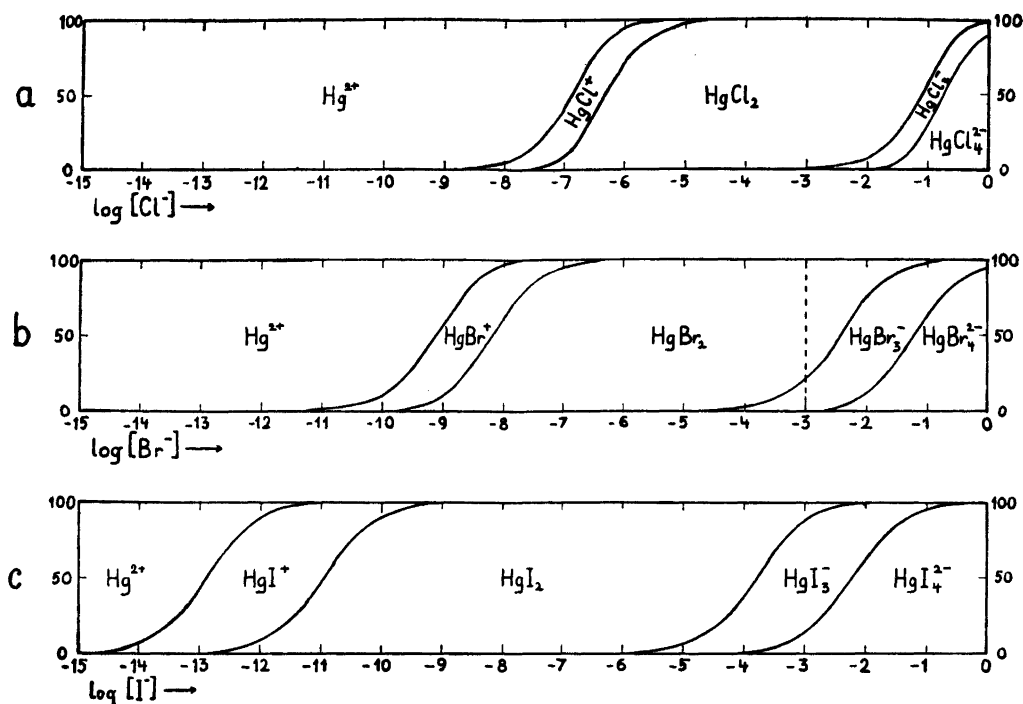 100 100
a Hg²⁺ HgCl⁺ HgCl₂ HgCl₃⁻ HgCl₄²⁻
50 50
0 0
-15 -14 -13 -12 -11 -10 -9 -8 -7 -6 -5 -4 -3 -2 -1 0
log [Cl⁻] →
100 100
b Hg²⁺ HgBr⁺ HgBr₂ HgBr₃⁻ HgBr₄²⁻
50 50
0 0
-15 -14 -13 -12 -11 -10 -9 -8 -7 -6 -5 -4 -3 -2 -1 0
log [Br⁻] →
100 100
c Hg²⁺ HgI⁺ HgI₂ HgI₃⁻ HgI₄²⁻
50 50
0 0
-15 -14 -13 -12 -11 -10 -9 -8 -7 -6 -5 -4 -3 -2 -1 0
log [I⁻] →